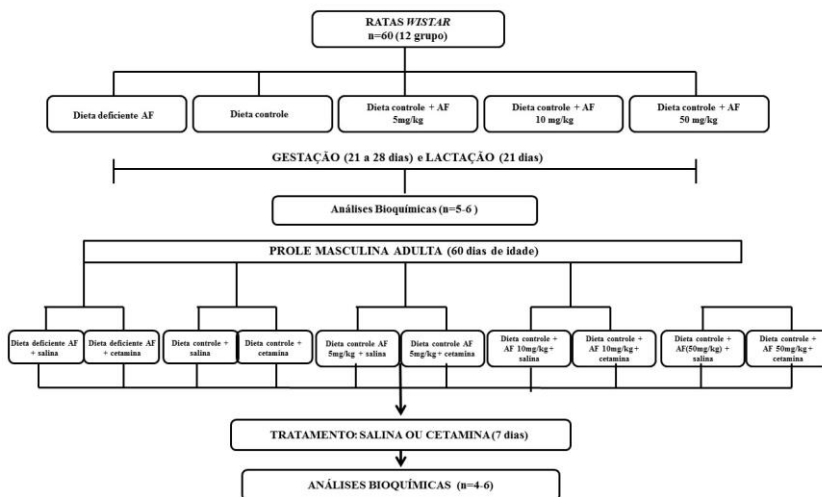 RATAS WISTAR
n=60 (12 grupo)
Dieta deficiente AF
Dieta controle
Dieta controle + AF
5mg/kg
Dieta controle + AF
10 mg/kg
Dieta controle + AF
50 mg/kg
GESTAÇÃO (21 a 28 dias) e LACTAÇÃO (21 dias)
Análises Bioquímicas (n=5-6 )
PROLE MASCULINA ADULTA (60 dias de idade)
Dieta deficiente AF
+ salina
Dieta deficiente AF
+ cetamina
Dieta controle +
salina
Dieta controle +
cetamina
Dieta controle AF
5mg/kg + salina
Dieta controle AF
5mg/kg + cetamina
Dieta controle +
AF 10mg/kg +
salina
Dieta controle +
AF 10mg/kg +
cetamina
Dieta controle +
+ AF(50mg/kg) +
salina
Dieta controle
+ AF 50mg/kg +
cetamina
TRATAMENTO: SALINA OU CETAMINA (7 dias)
ANÁLISES BIOQUÍMICAS (n=4-6)